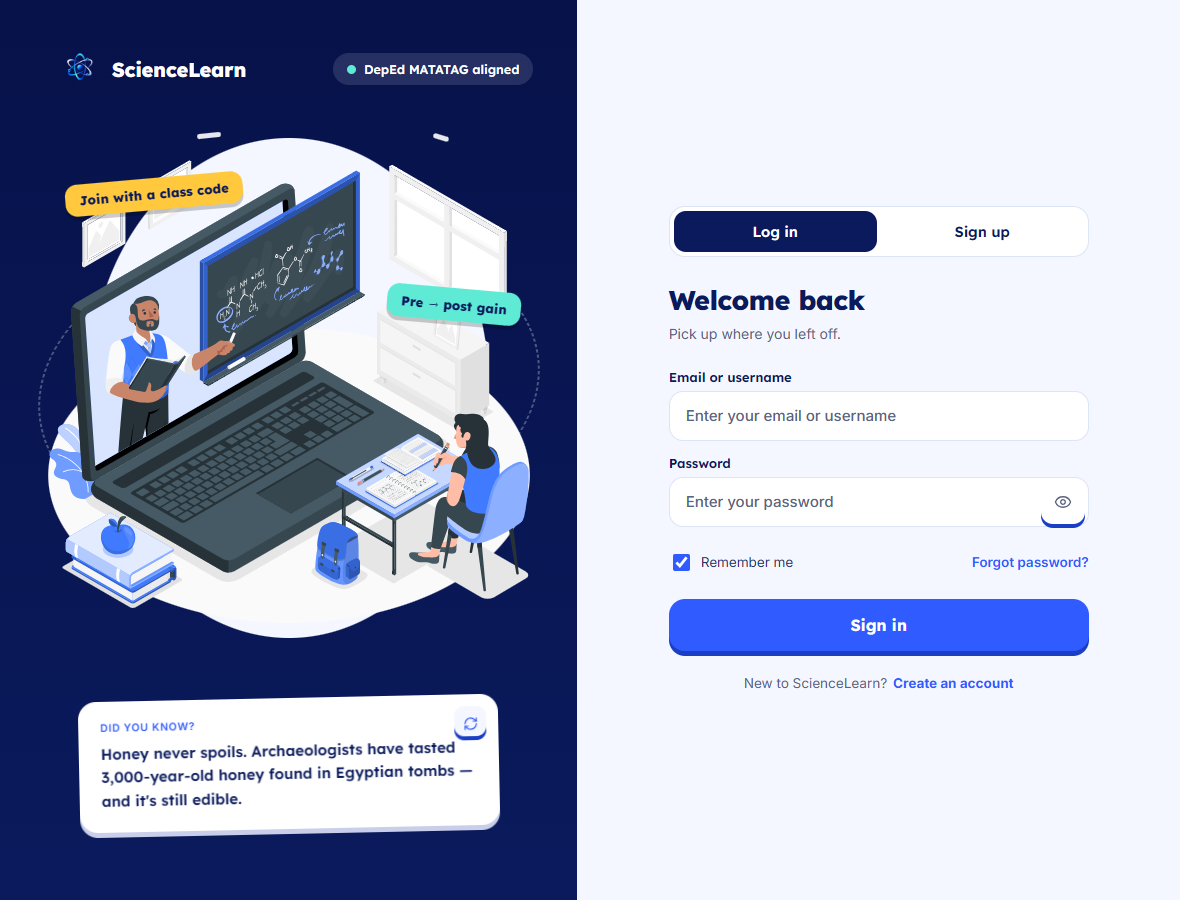 ScienceLearn
DepEd MATATAG aligned
Join with a class code
Pre → post gain
DID YOU KNOW?
Honey never spoils. Archaeologists have tasted
3,000-year-old honey found in Egyptian tombs —
and it's still edible.
Log in
Sign up
Welcome back
Pick up where you left off.
Email or username
Enter your email or username
Password
Enter your password
Remember me
Forgot password?
Sign in
New to ScienceLearn? Create an account